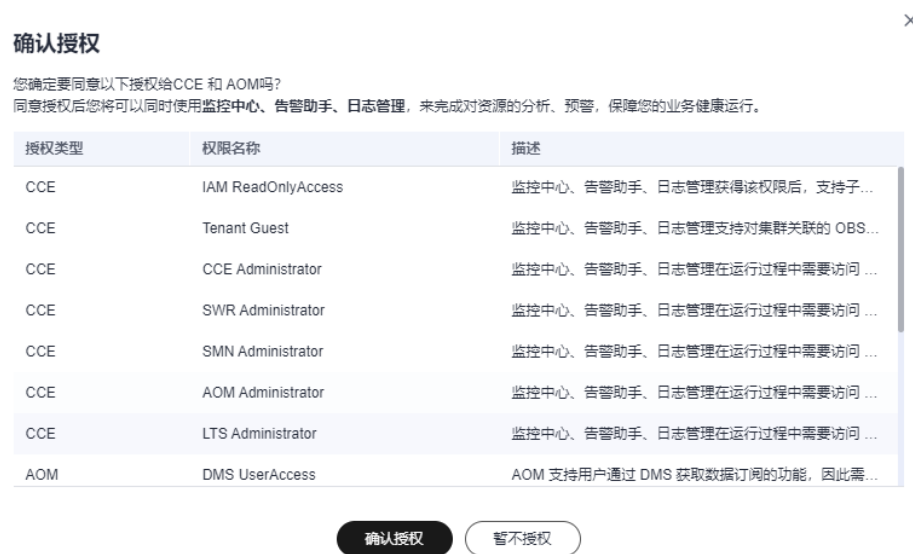 确认授权
您确定要同意以下授权给CCE 和 AOM吗?
同意授权后您将可以同时使用监控中心、告警助手、日志管理，来完成对资源的分析、预警，保障您的业务健康运行。
授权类型 权限名称 描述
CCE IAM ReadOnlyAccess 监控中心、告警助手、日志管理获得该权限后，支持子...
CCE Tenant Guest 监控中心、告警助手、日志管理支持对集群关联的 OBS...
CCE CCE Administrator 监控中心、告警助手、日志管理在运行过程中需要访问 ...
CCE SWR Administrator 监控中心、告警助手、日志管理在运行过程中需要访问 ...
CCE SMN Administrator 监控中心、告警助手、日志管理在运行过程中需要访问 ...
CCE AOM Administrator 监控中心、告警助手、日志管理在运行过程中需要访问 ...
CCE LTS Administrator 监控中心、告警助手、日志管理在运行过程中需要访问 ...
AOM DMS UserAccess AOM 支持用户通过 DMS 获取数据订阅的功能，因此需...
确认授权 暂不授权